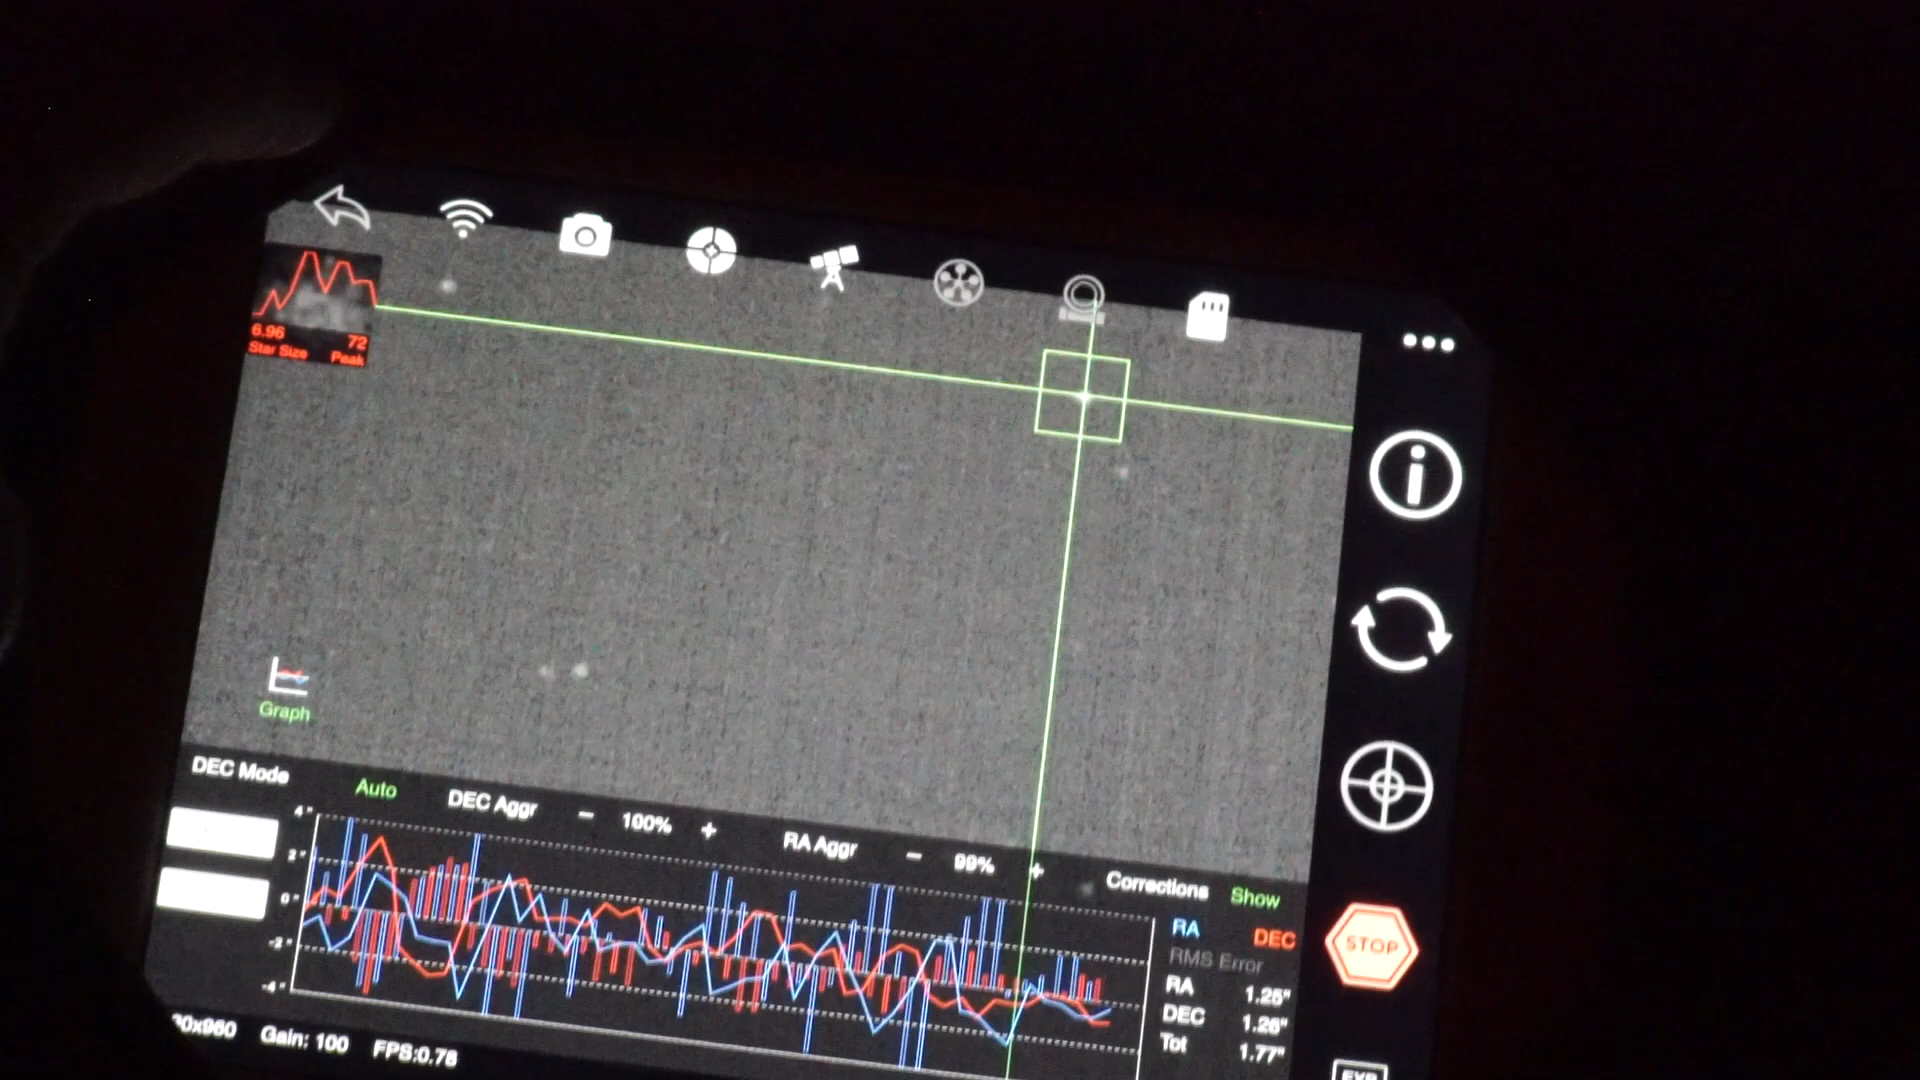 6.96 72
Star Size Peak
Graph
DEC Mode Auto DEC Aggr - 100% + RA Aggr - 99% +
Corrections Show
4"
2"
0"
-2"
-4"
RA DEC
RMS Error
RA 1.25"
DEC 1.26"
Tot 1.77"
STOP
0x960 Gain: 100 FPS:0.78